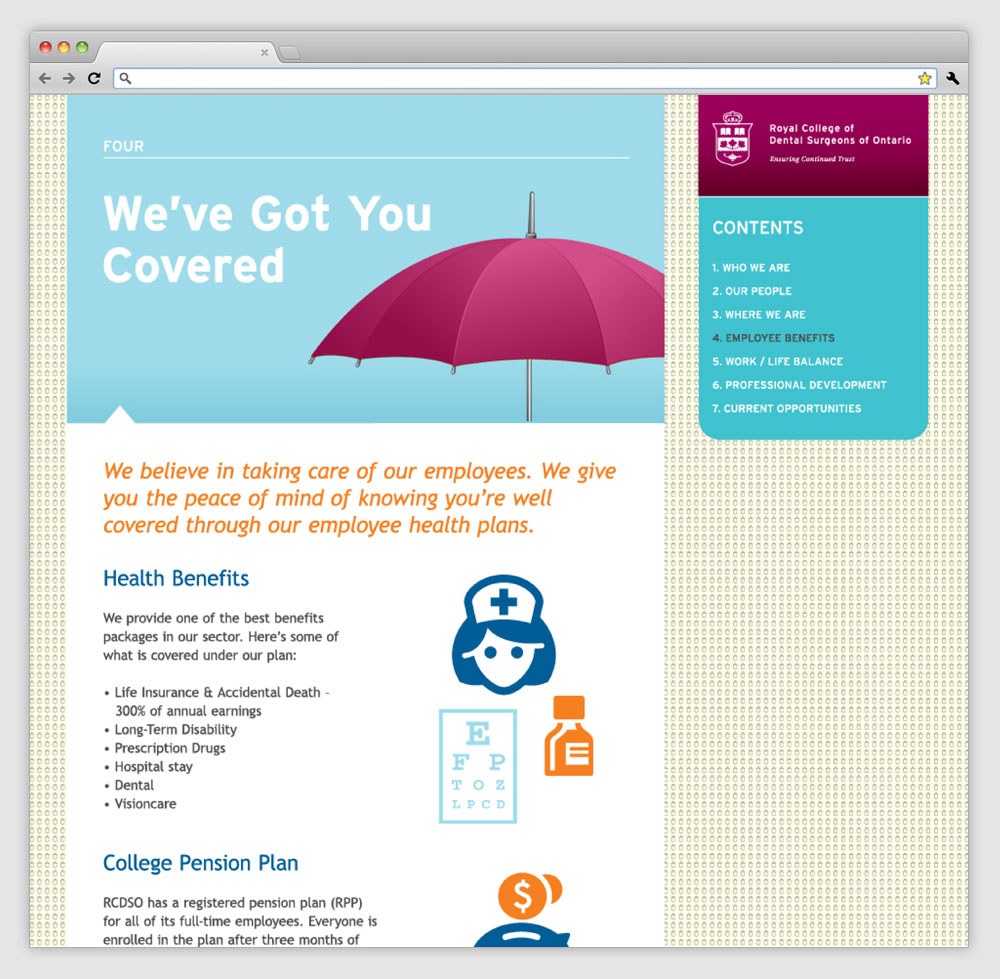 FOUR
We've Got You
Covered
Royal College of
Dental Surgeons of Ontario
Ensuring Continued Trust
CONTENTS
1. WHO WE ARE
2. OUR PEOPLE
3. WHERE WE ARE
4. EMPLOYEE BENEFITS
5. WORK / LIFE BALANCE
6. PROFESSIONAL DEVELOPMENT
7. CURRENT OPPORTUNITIES
We believe in taking care of our employees. We give
you the peace of mind of knowing you're well
covered through our employee health plans.
Health Benefits
We provide one of the best benefits
packages in our sector. Here's some of
what is covered under our plan:
• Life Insurance & Accidental Death -
300% of annual earnings
• Long-Term Disability
• Prescription Drugs
• Hospital stay
• Dental
• Visioncare
E
F P
T O Z
L P C D
E
College Pension Plan
RCDSO has a registered pension plan (RPP)
for all of its full-time employees. Everyone is
enrolled in the plan after three months of
$